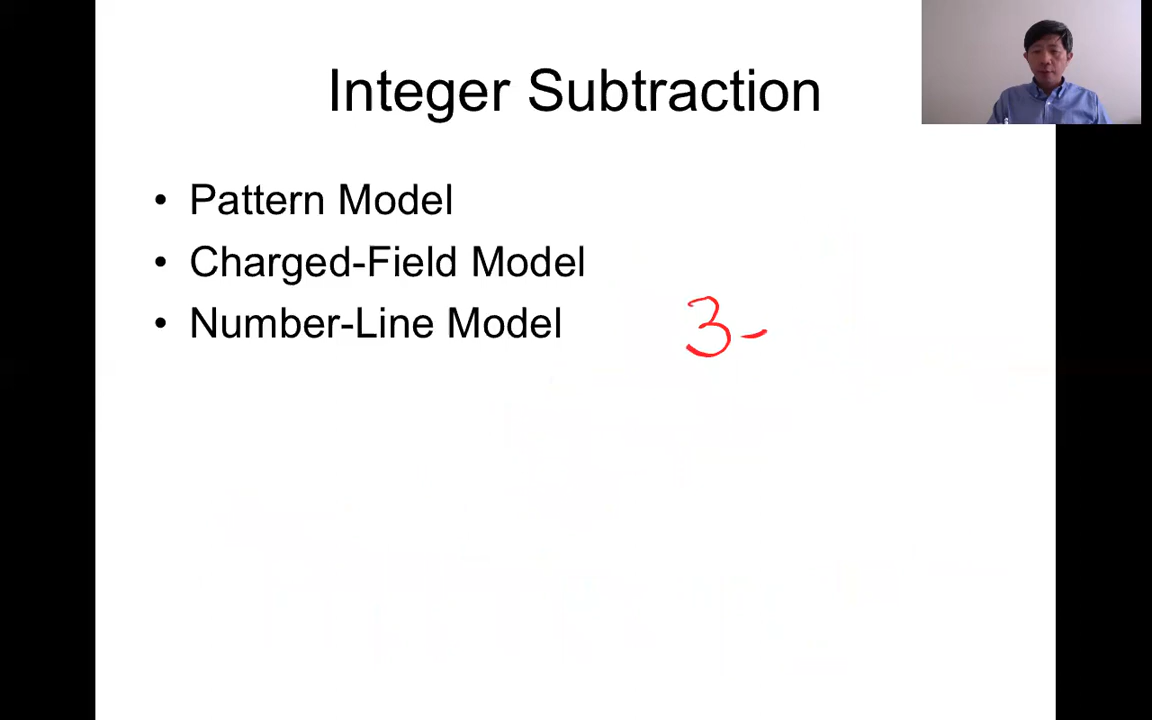 Integer Subtraction
• Pattern Model
• Charged-Field Model
• Number-Line Model
3-